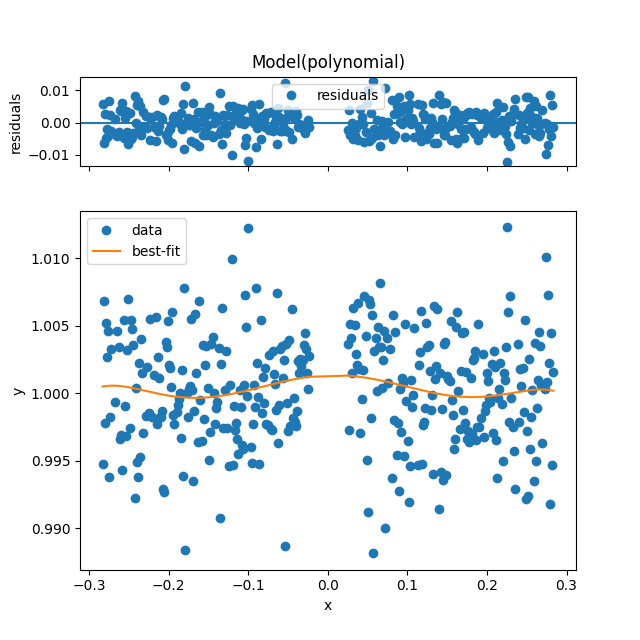 Model(polynomial)
0.01
0.00
−0.01
residuals
residuals
data
best-fit
1.010
1.005
1.000
0.995
0.990
y
−0.3
−0.2
−0.1
0.0
0.1
0.2
0.3
x